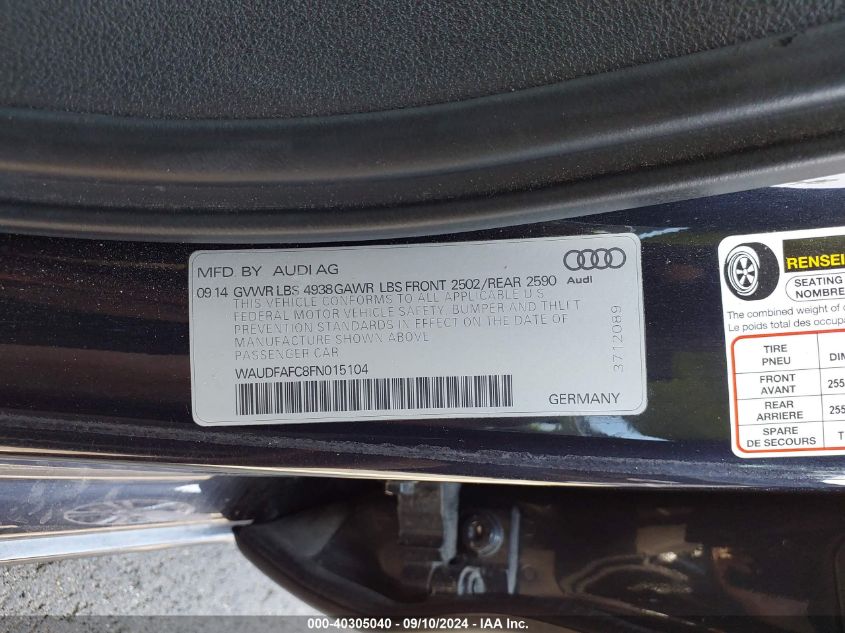 MFD BY AUDI AG
09 14 GVWR LBS 4938 GAWR LBS FRONT 2502/REAR 2590
THIS VEHICLE CONFORMS TO ALL APPLICABLE U S
FEDERAL MOTOR VEHICLE SAFETY, BUMPER AND THEFT
PREVENTION STANDARDS IN EFFECT ON THE DATE OF
MANUFACTURE SHOWN ABOVE
PASSENGER CAR
WAUDFAFC8FN015104
Audi
3712089
GERMANY
SEATING
NOMBRE
The combined weight of
Le poids total des
TIRE
PNEU
FRONT
AVANT
255
REAR
ARRIERE
255
SPARE
DE SECOURS
T
000-40305040 - 09/10/2024 - IAA, Inc.